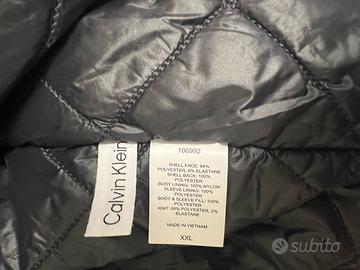 Calvin Klein
106992
SHELL FACE: 94%
POLYESTER, 6% ELASTANE
SHELL BACK: 100%
POLYESTER
BODY LINING: 100% NYLON
SLEEVE LINING: 100%
POLYESTER
BODY & SLEEVE FILL: 100%
POLYESTER
KNIT: 98% POLYESTER, 2%
ELASTANE
MADE IN VIETNAM
XXL
subito